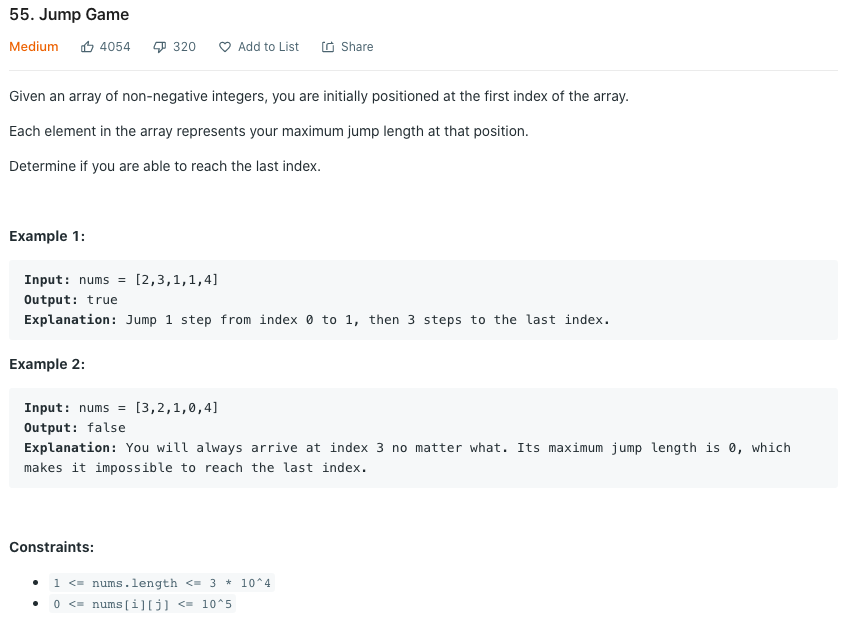 55. Jump Game
Medium 4054 320 Add to List Share
Given an array of non-negative integers, you are initially positioned at the first index of the array.
Each element in the array represents your maximum jump length at that position.
Determine if you are able to reach the last index.
Example 1:
Input: nums = [2,3,1,1,4]
Output: true
Explanation: Jump 1 step from index 0 to 1, then 3 steps to the last index.
Example 2:
Input: nums = [3,2,1,0,4]
Output: false
Explanation: You will always arrive at index 3 no matter what. Its maximum jump length is 0, which
makes it impossible to reach the last index.
Constraints:
• 1 <= nums.length <= 3 * 10^4
• 0 <= nums[i][j] <= 10^5